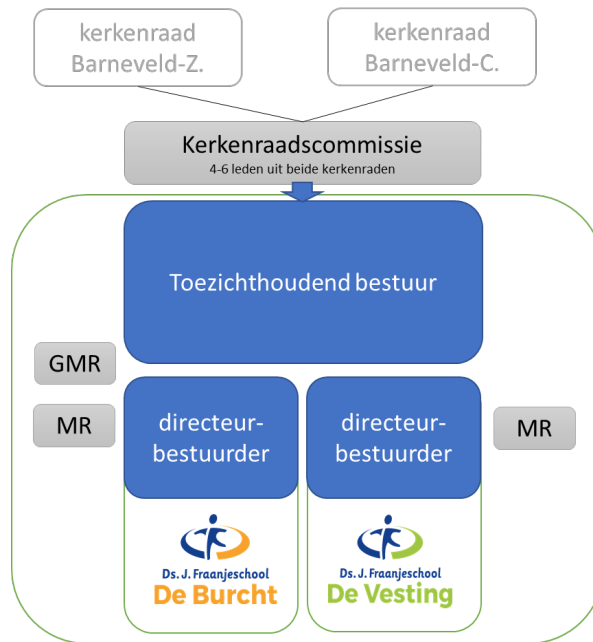 kerkenraad
Barneveld-Z.
kerkenraad
Barneveld-C.
Kerkenraadscommissie
4-6 leden uit beide kerkenraden
Toezichthoudend bestuur
GMR
MR
directeur-
bestuurder
directeur-
bestuurder
MR
Ds. J. Fraanjeschool
De Burcht
Ds. J. Fraanjeschool
De Vesting